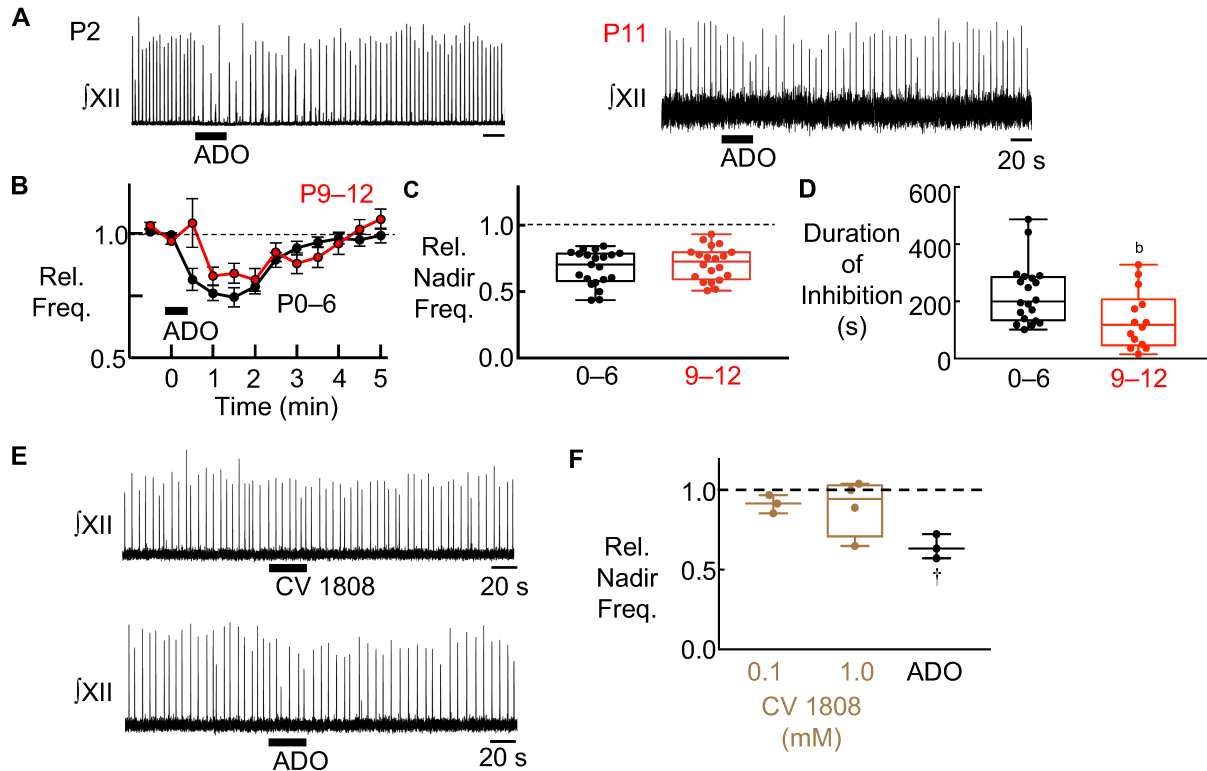 A
P2
∫XII
ADO
P11
∫XII
ADO
20 s
B
P9–12
1.0
Rel.
Freq.
P0–6
ADO
0.5
0 1 2 3 4 5
Time (min)
C
1.0
Rel.
Nadir
Freq.
0.5
0.0
0–6 9–12
D
600
Duration
of
Inhibition
(s)
400
200
0
b
0–6 9–12
E
∫XII
CV 1808
20 s
∫XII
ADO
20 s
F
1.0
Rel.
Nadir
Freq.
0.5
0.0
†
0.1 1.0 ADO
CV 1808
(mM)